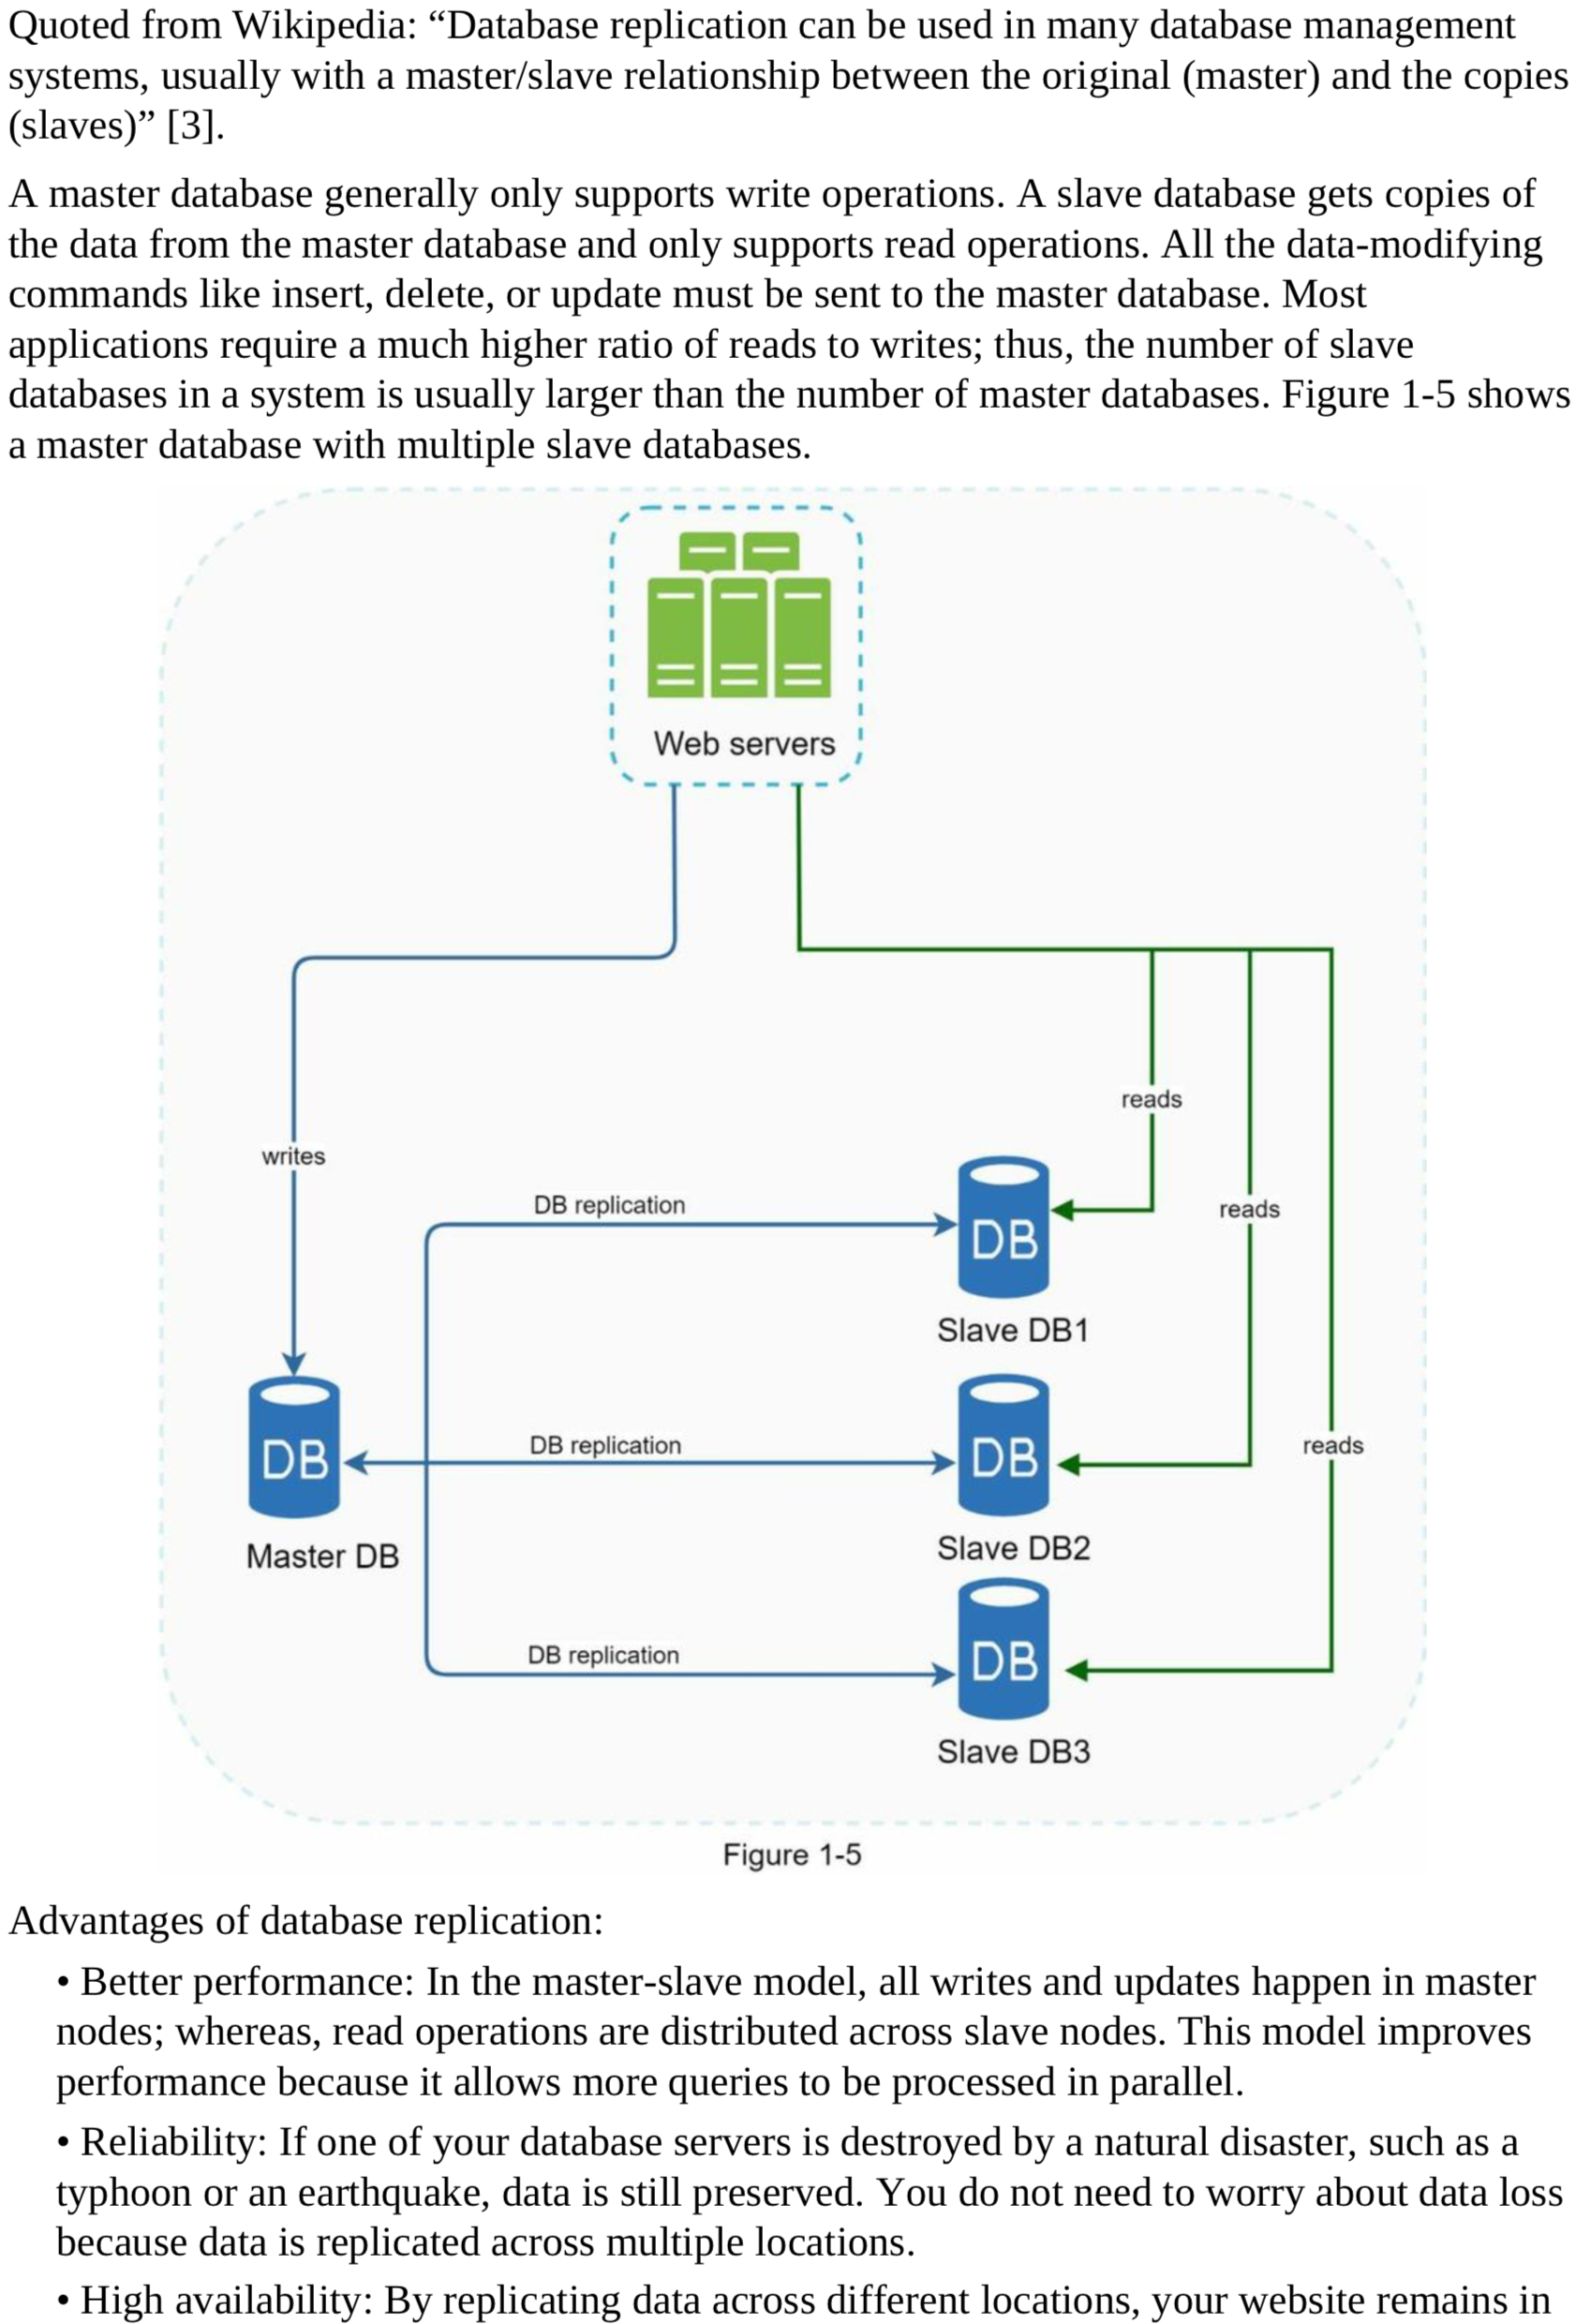 Quoted from Wikipedia: “Database replication can be used in many database management
systems, usually with a master/slave relationship between the original (master) and the copies
(slaves)” [3].
A master database generally only supports write operations. A slave database gets copies of
the data from the master database and only supports read operations. All the data-modifying
commands like insert, delete, or update must be sent to the master database. Most
applications require a much higher ratio of reads to writes; thus, the number of slave
databases in a system is usually larger than the number of master databases. Figure 1-5 shows
a master database with multiple slave databases.
Web servers
reads
writes
DB replication
reads
DB
Slave DB1
DB replication
reads
DB
DB
Slave DB2
Master DB
DB replication
DB
Slave DB3
Figure 1-5
Advantages of database replication:
• Better performance: In the master-slave model, all writes and updates happen in master
nodes; whereas, read operations are distributed across slave nodes. This model improves
performance because it allows more queries to be processed in parallel.
• Reliability: If one of your database servers is destroyed by a natural disaster, such as a
typhoon or an earthquake, data is still preserved. You do not need to worry about data loss
because data is replicated across multiple locations.
• High availability: By replicating data across different locations, your website remains in